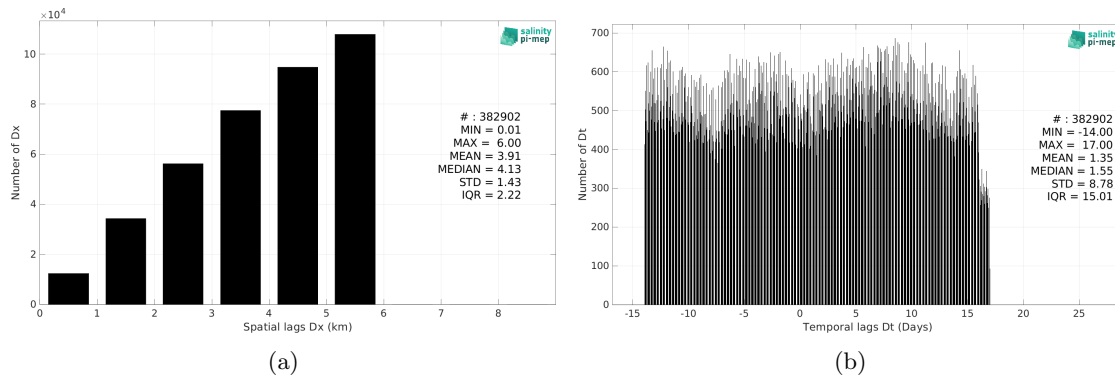 ×10⁴
10
8
6
4
2
0
Number of Dx
0 1 2 3 4 5 6 7 8
Spatial lags Dx (km)
salinity
pi-mep
# : 382902
MIN = 0.01
MAX = 6.00
MEAN = 3.91
MEDIAN = 4.13
STD = 1.43
IQR = 2.22
(a)
700
600
500
400
300
200
100
0
Number of Dt
-15 -10 -5 0 5 10 15 20 25
Temporal lags Dt (Days)
salinity
pi-mep
# : 382902
MIN = -14.00
MAX = 17.00
MEAN = 1.35
MEDIAN = 1.55
STD = 8.78
IQR = 15.01
(b)